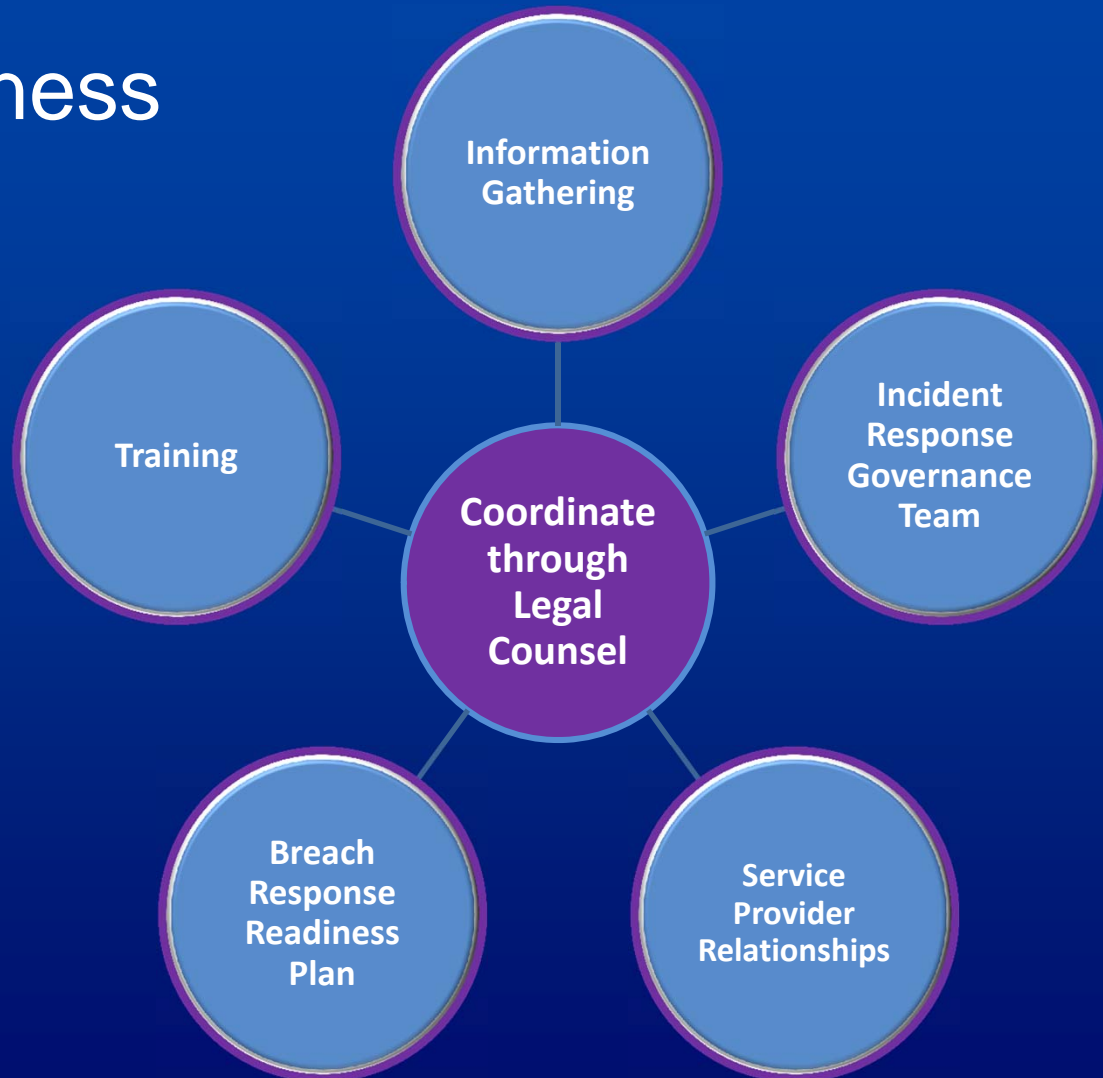 ness
Information
Gathering
Incident
Response
Governance
Team
Training
Coordinate
through
Legal
Counsel
Breach
Response
Readiness
Plan
Service
Provider
Relationships